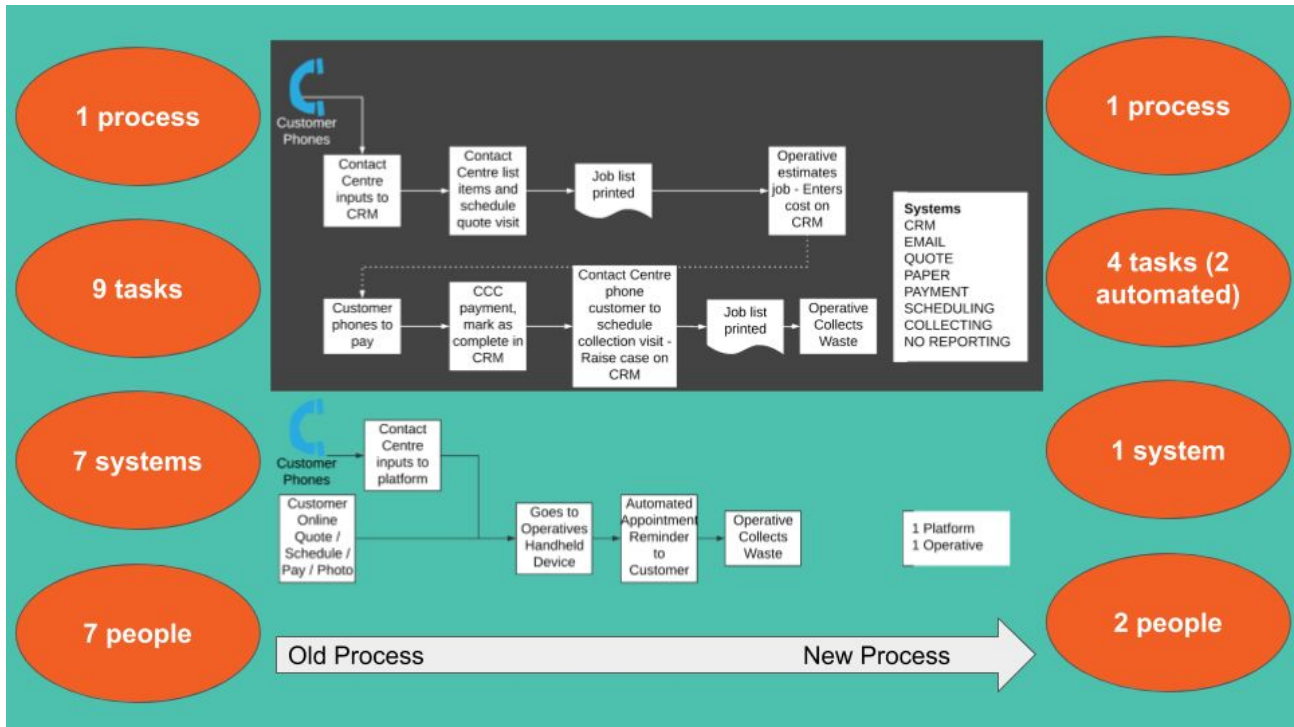 1 process
9 tasks
7 systems
7 people
Customer
Phones
Contact
Centre
inputs to
CRM
Contact
Centre list
items and
schedule
quote visit
Job list
printed
Operative
estimates
job - Enters
cost on
CRM
Customer
phones to
pay
CCC
payment,
mark as
complete in
CRM
Contact Centre
phone
customer to
schedule
collection visit -
Raise case on
CRM
Job list
printed
Operative
Collects
Waste
Systems
CRM
EMAIL
QUOTE
PAPER
PAYMENT
SCHEDULING
COLLECTING
NO REPORTING
Customer
Phones
Contact
Centre
inputs to
platform
Customer
Online
Quote /
Schedule /
Pay / Photo
Goes to
Operatives
Handheld
Device
Automated
Appointment
Reminder
to
Customer
Operative
Collects
Waste
1 Platform
1 Operative
Old Process
New Process
1 process
4 tasks (2
automated)
1 system
2 people